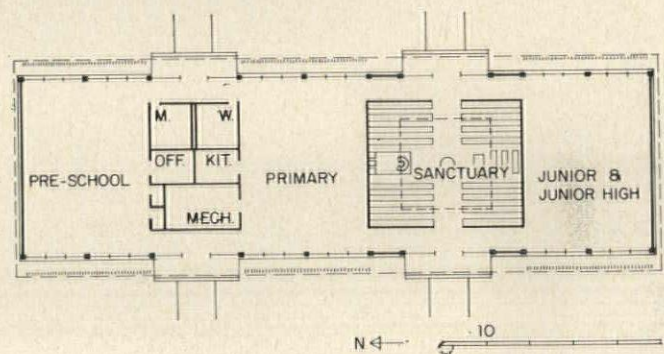 M. W.
OFF. KIT.
PRE-SCHOOL
MECH.
PRIMARY
SANCTUARY
JUNIOR &
JUNIOR HIGH
N
10